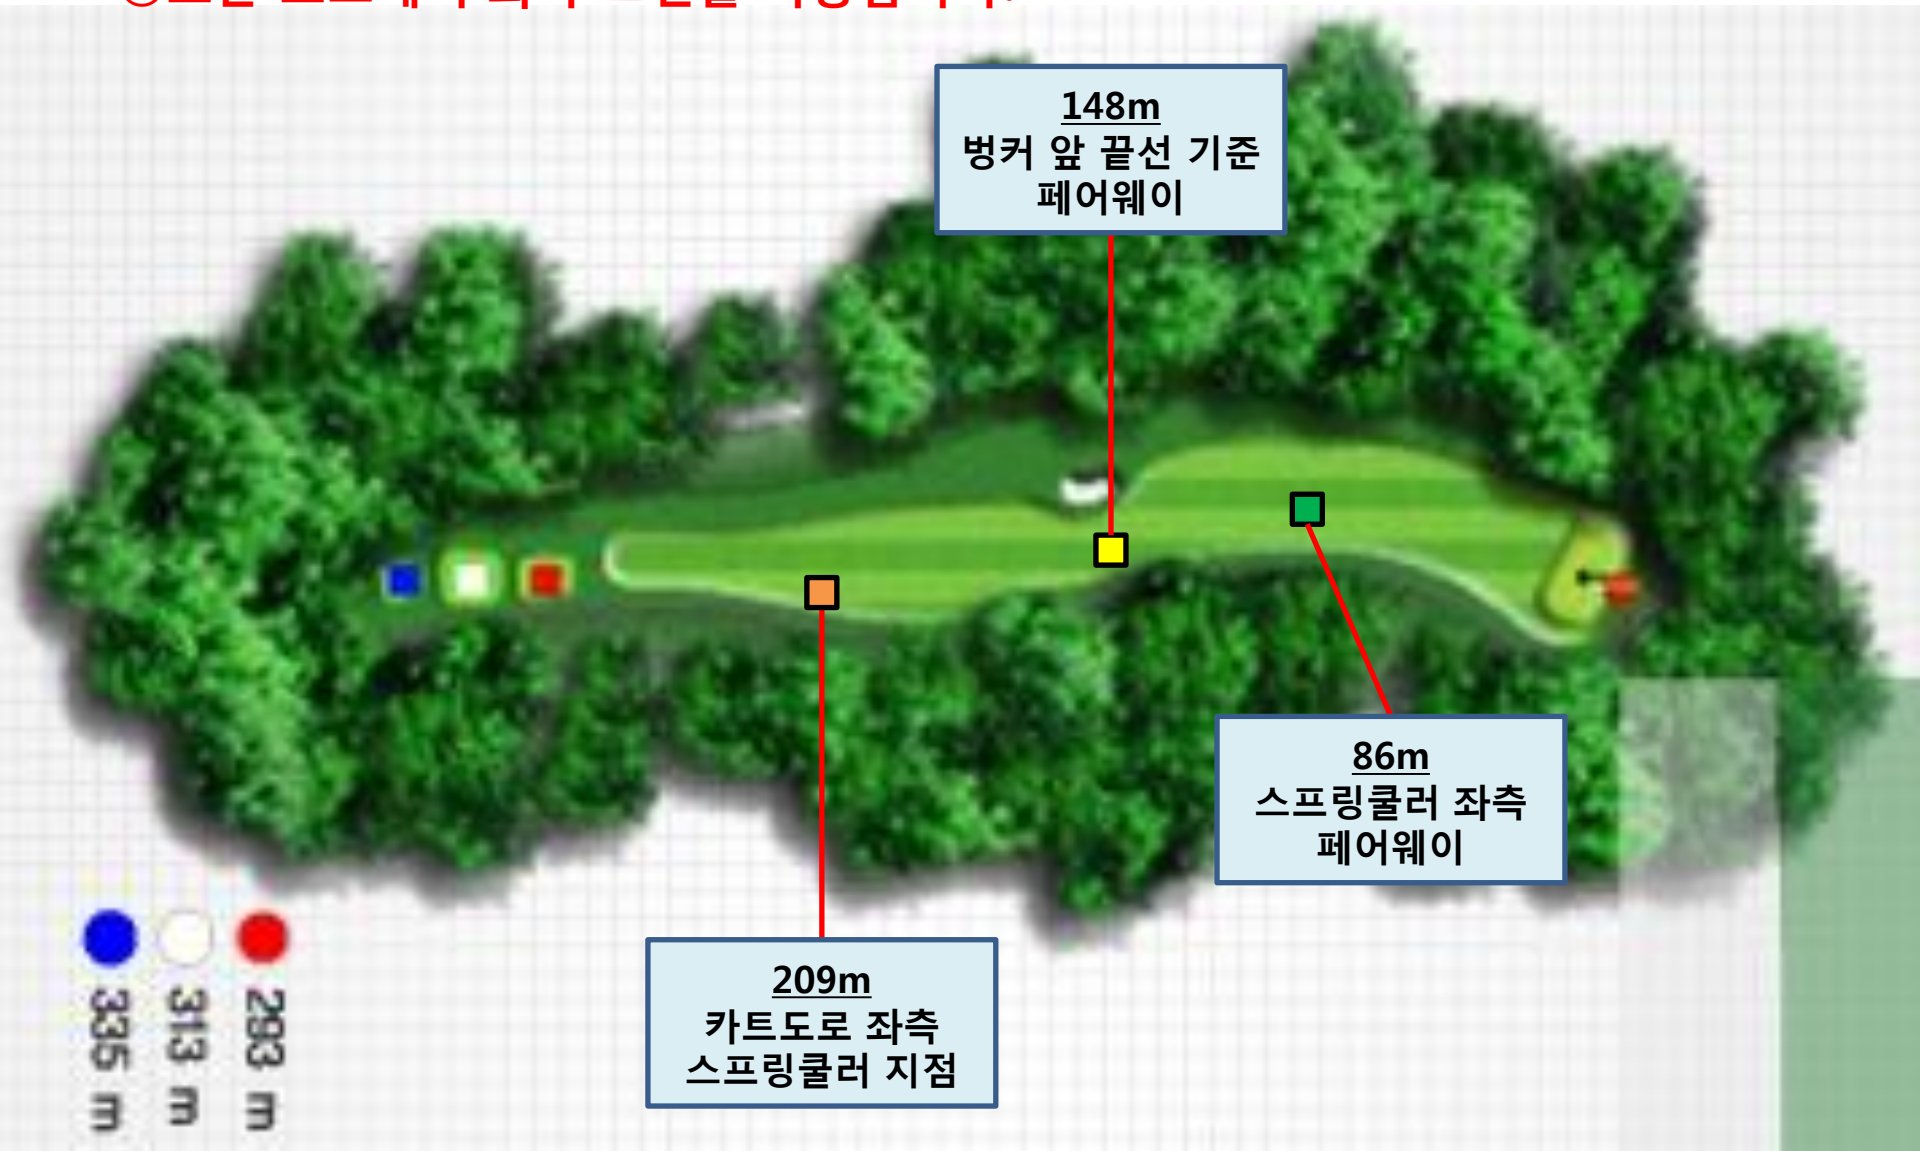 148m
벙커 앞 끝선 기준
페어웨이
86m
스프링쿨러 좌측
페어웨이
209m
카트도로 좌측
스프링쿨러 지점
335 m
313 m
293 m